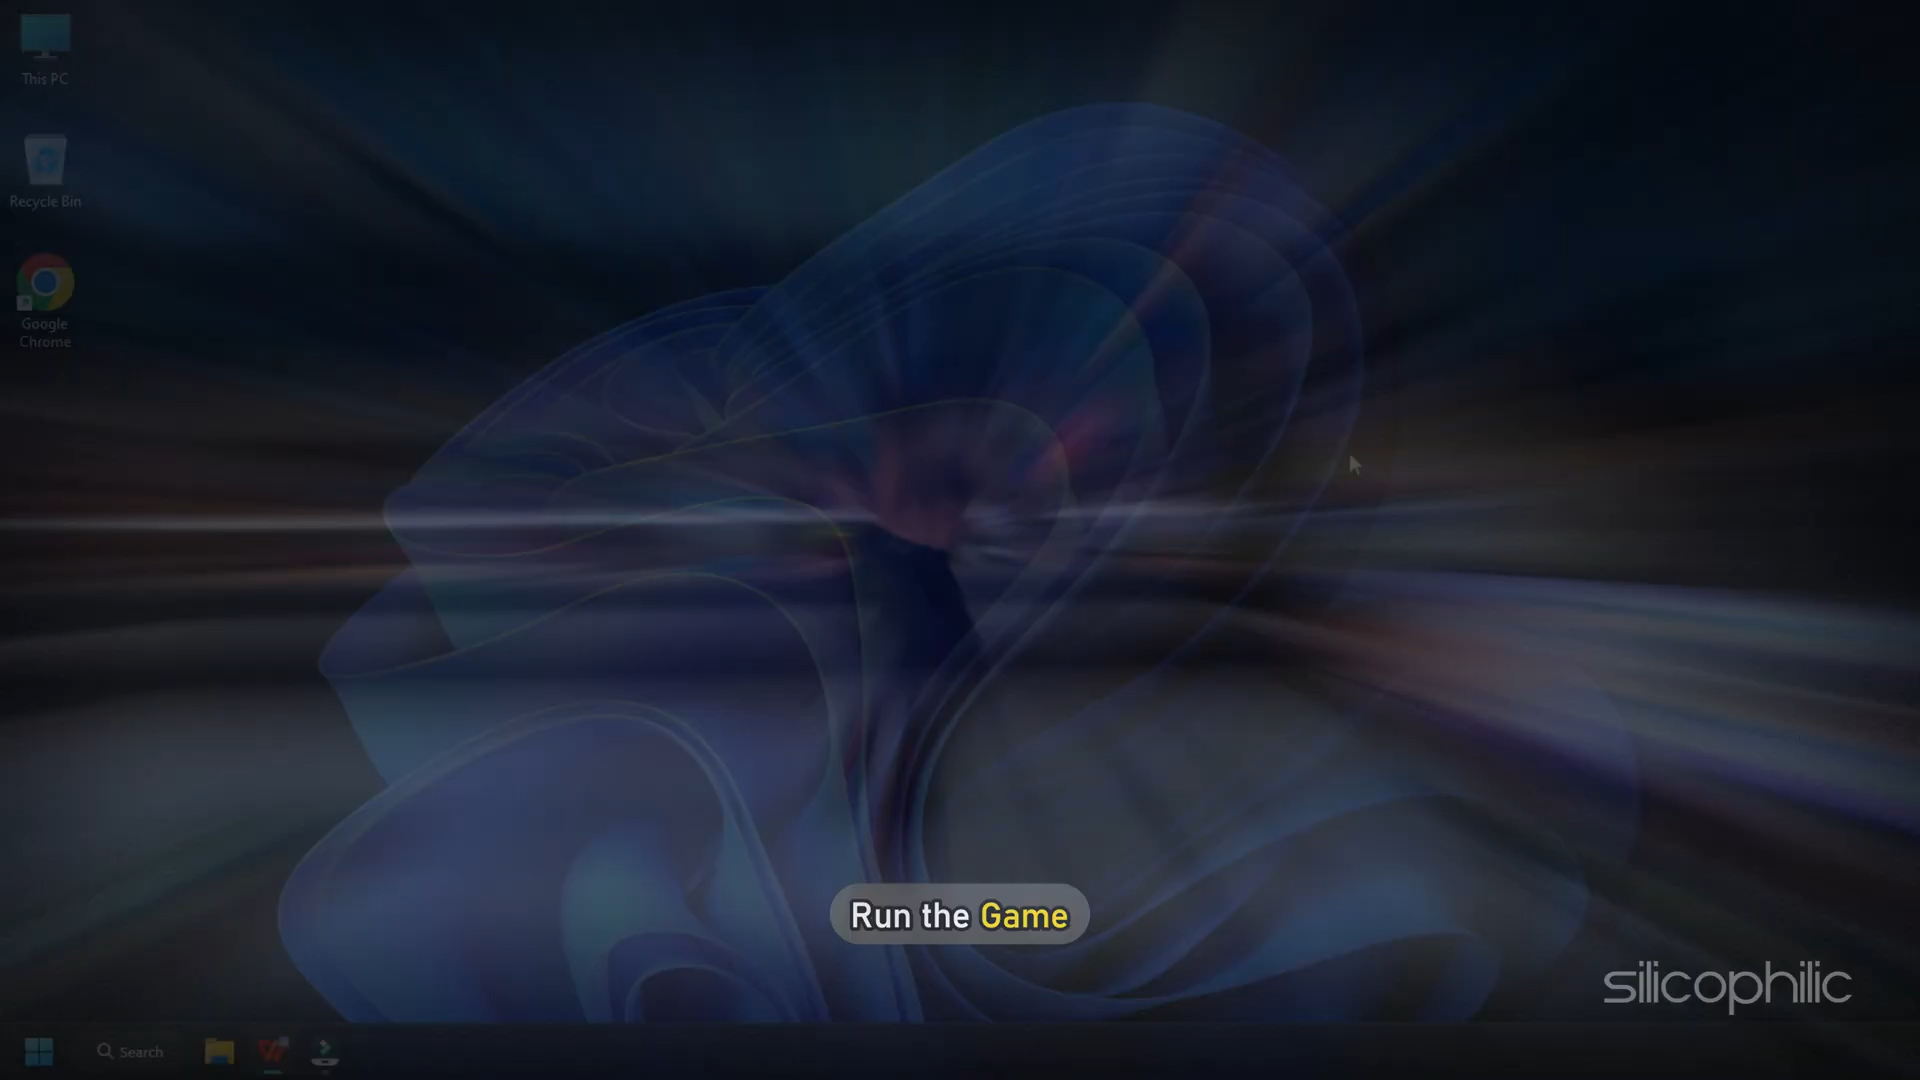 This PC
Recycle Bin
Google
Chrome
Run the Game
silicophilic
Search